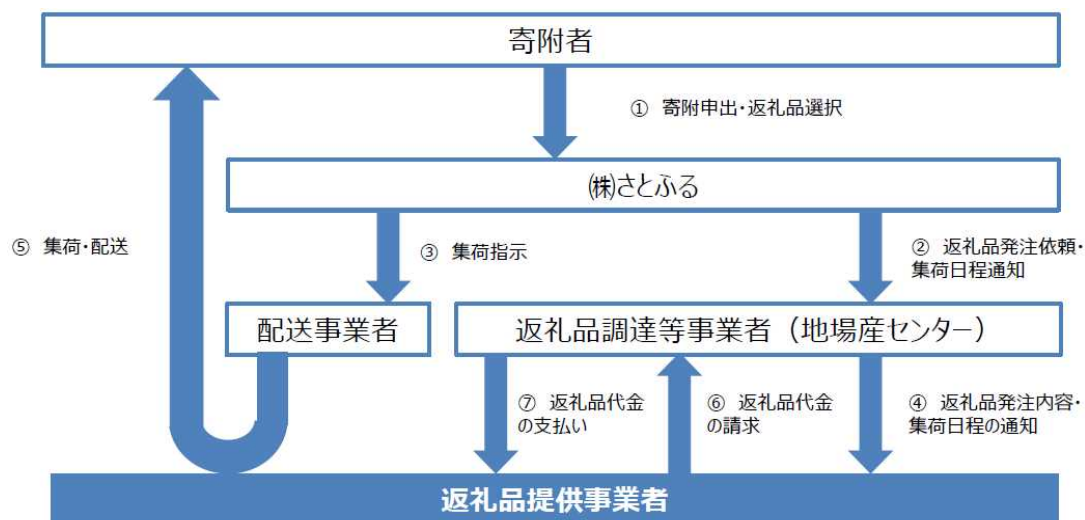 寄附者
① 寄附申出・返礼品選択
㈱さとふる
⑤ 集荷・配送
③ 集荷指示
② 返礼品発注依頼・
集荷日程通知
配送事業者
返礼品調達等事業者（地場産センター）
⑦ 返礼品代金
の支払い
⑥ 返礼品代金
の請求
④ 返礼品発注内容・
集荷日程の通知
返礼品提供事業者